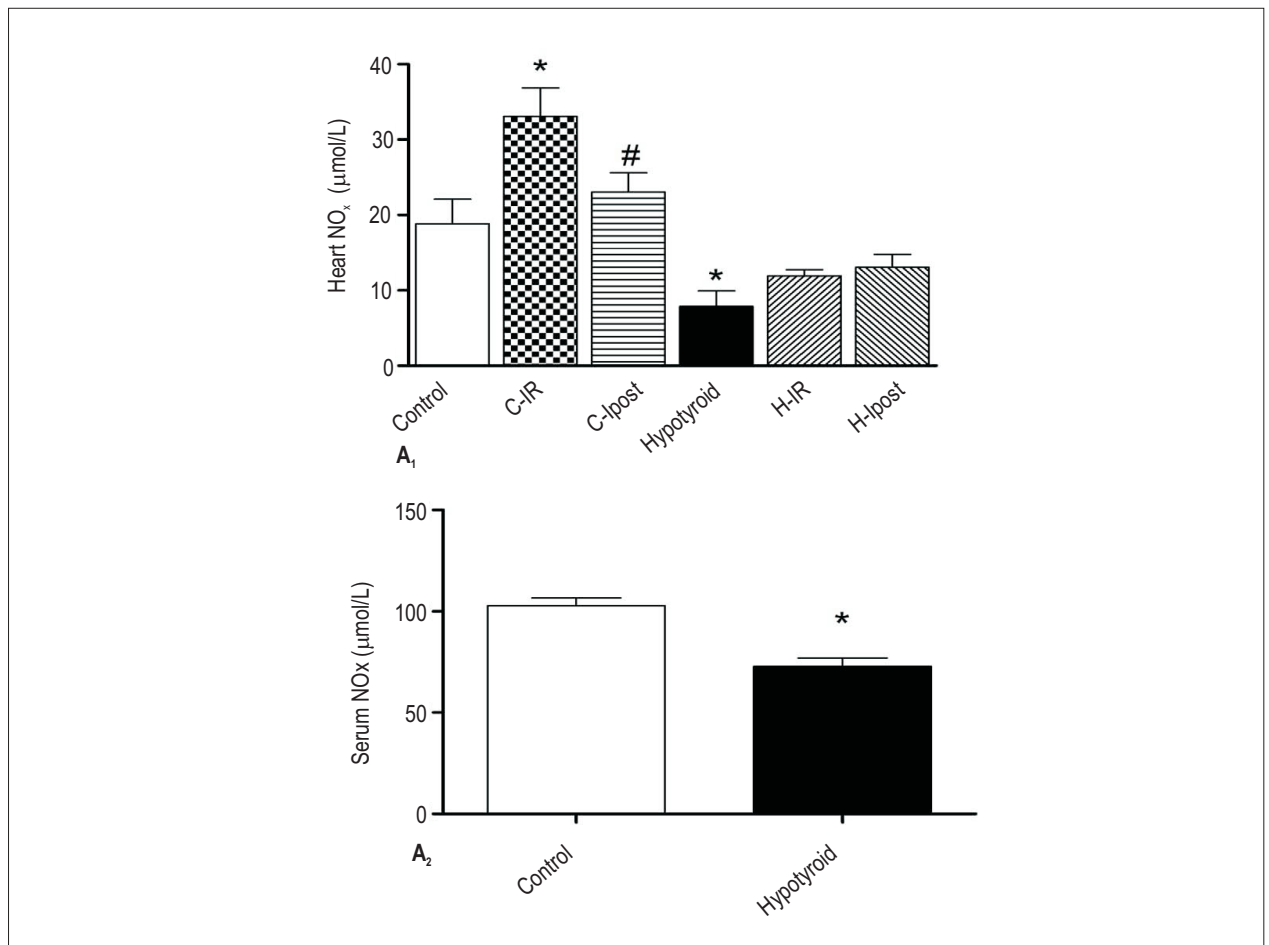 40
30
20
10
0
Heart NOₓ (μmol/L)
*
#
*
Control
C-IR
C-Ipost
Hypotyroid
H-IR
H-Ipost
A₁
150
100
50
0
Serum NOx (μmol/L)
*
Control
Hypotyroid
A₂